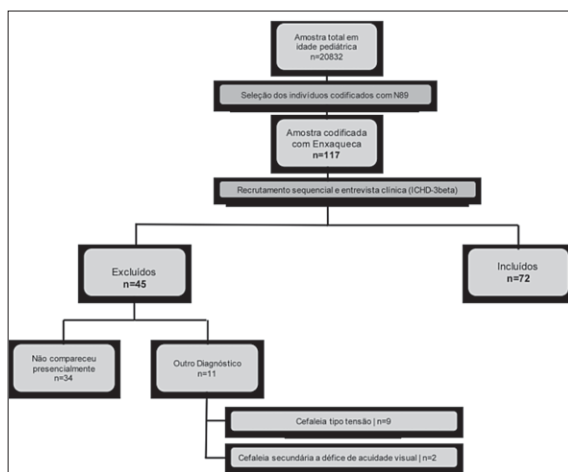 Amostra total em
idade pediátrica
n=20832
Seleção dos indivíduos codificados com N89
Amostra codificada
com Enxaqueca
n=117
Recrutamento sequencial e entrevista clínica (ICHD-3beta)
Excluídos
n=45
Incluídos
n=72
Não compareceu
presencialmente
n=34
Outro Diagnóstico
n=11
Cefaleia tipo tensão | n=9
Cefaleia secundária a défice de acuidade visual | n=2